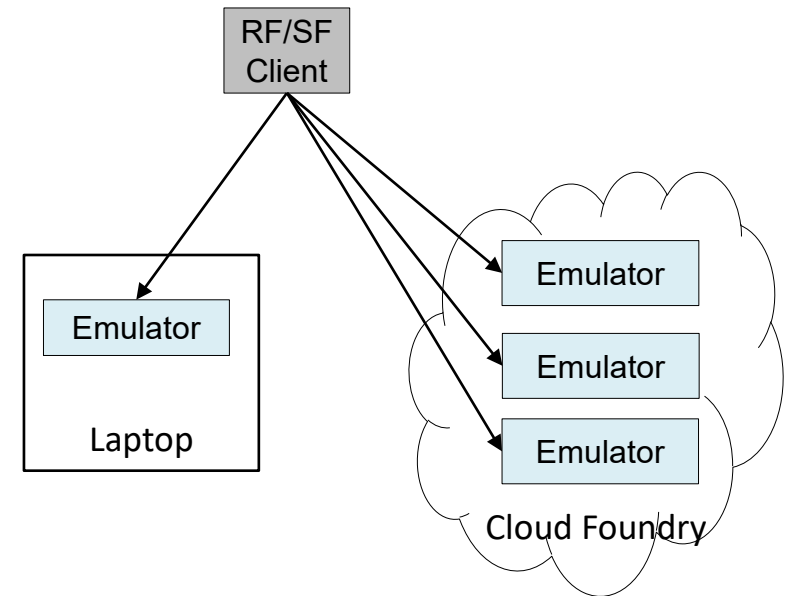 RF/SF
Client
Emulator
Laptop
Emulator
Emulator
Emulator
Cloud Foundry